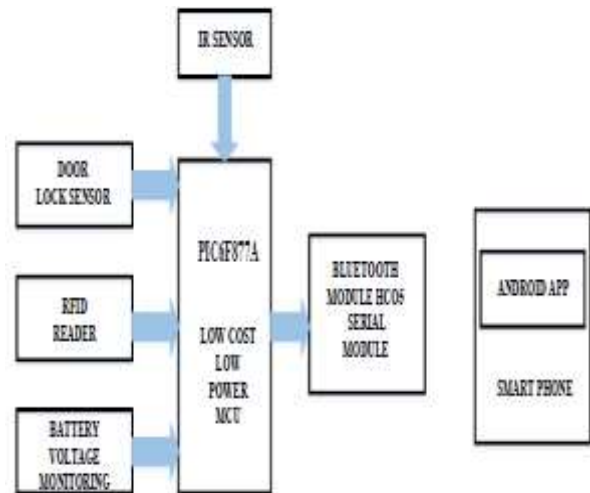 IR SENSOR
DOOR
LOCK SENSOR
PIC6F877A
LOW COST
LOW
POWER
MCU
RFID
READER
BATTERY
VOLTAGE
MONITORING
BLUETOOTH
MODULE HC05
SERIAL
MODULE
ANDROID APP
SMART PHONE